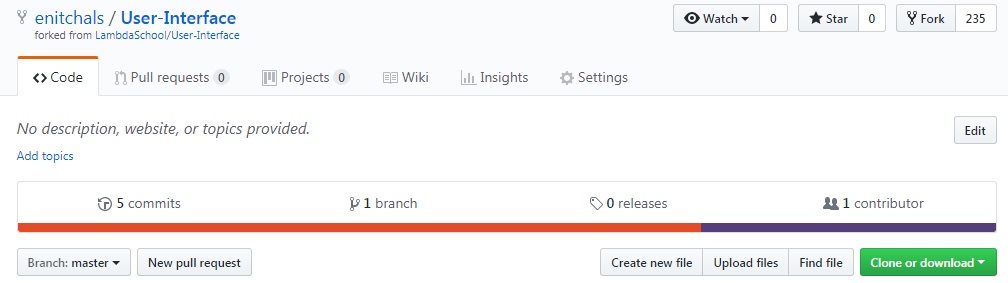 enitchals / User-Interface
forked from LambdaSchool/User-Interface
Watch 0 Star 0 Fork 235
Code Pull requests 0 Projects 0 Wiki Insights Settings
No description, website, or topics provided. Edit
Add topics
5 commits 1 branch 0 releases 1 contributor
Branch: master New pull request Create new file Upload files Find file Clone or download